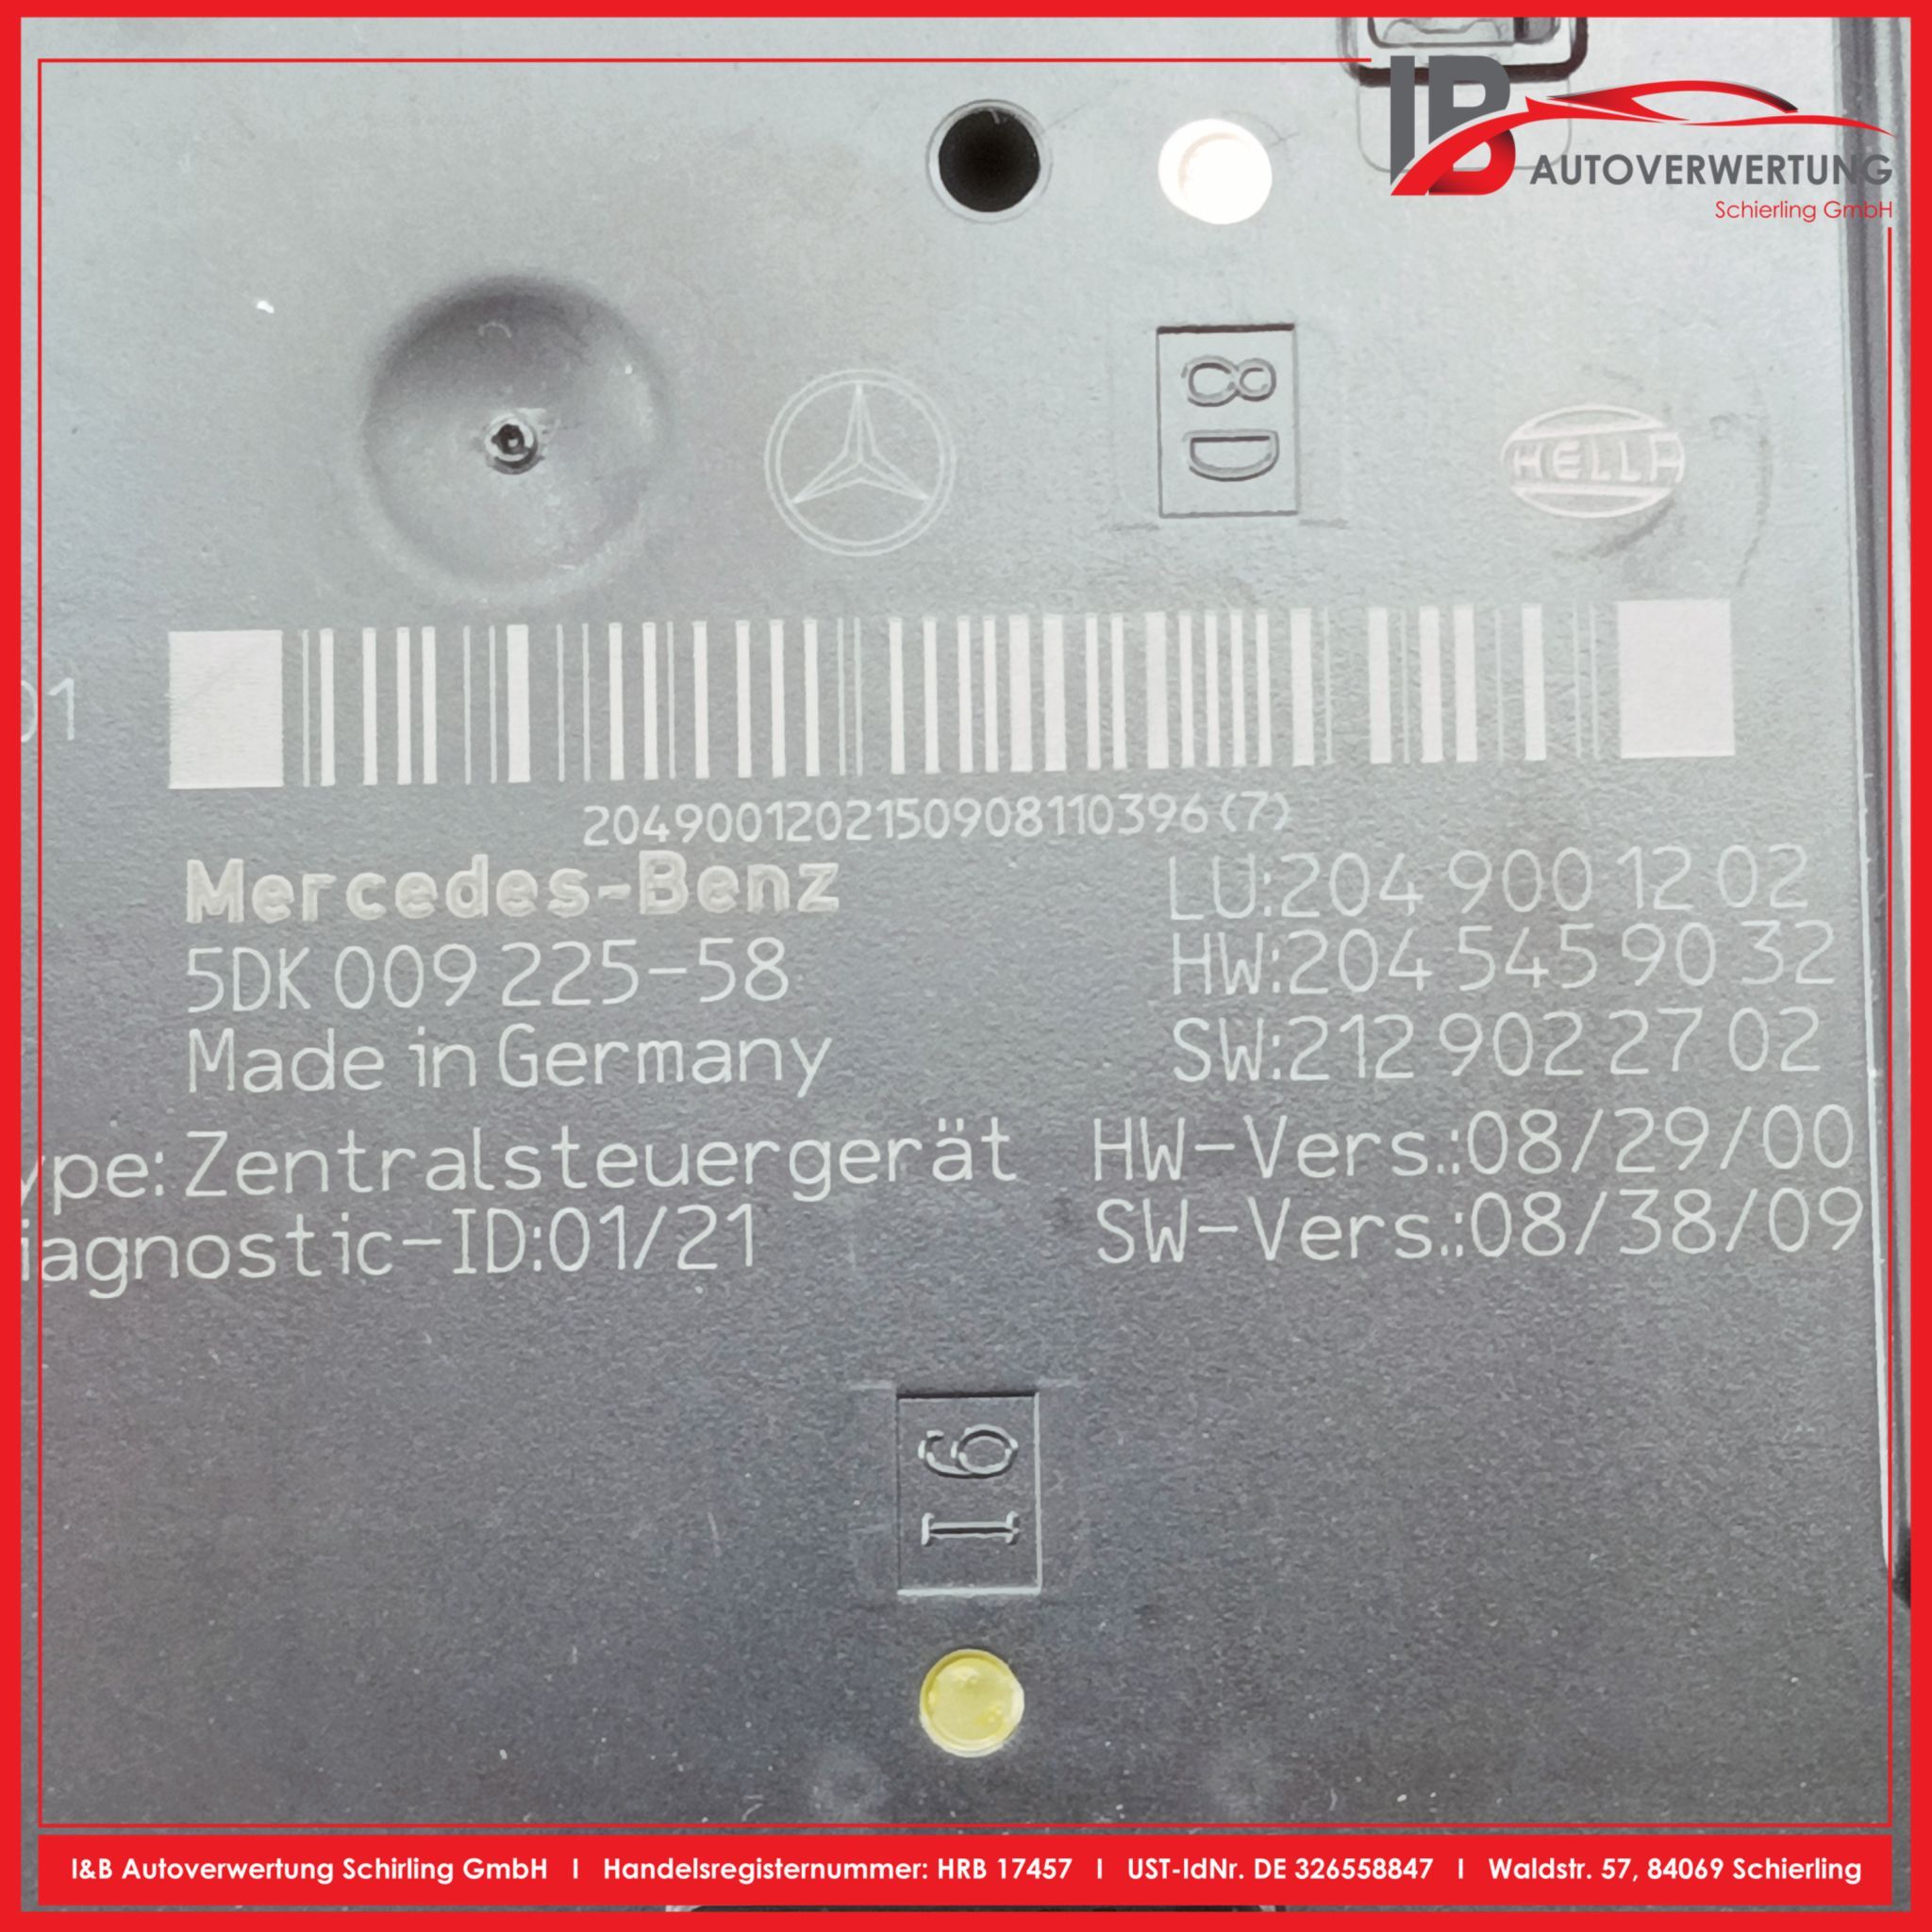 IB
AUTOVERWERTUNG
Schierling GmbH
8D
HELLA
01
2049001202150908110396(7)
Mercedes-Benz
5DK 009 225-58
Made in Germany
ype: Zentralsteuergerät
iagnostic-ID:01/21
LU:204 900 12 02
HW:204 545 90 32
SW:212 902 27 02
HW-Vers.:08/29/00
SW-Vers.:08/38/09
I&B Autoverwertung Schirling GmbH I Handelsregisternummer: HRB 17457 I UST-IdNr. DE 326558847 I Waldstr. 57, 84069 Schierling